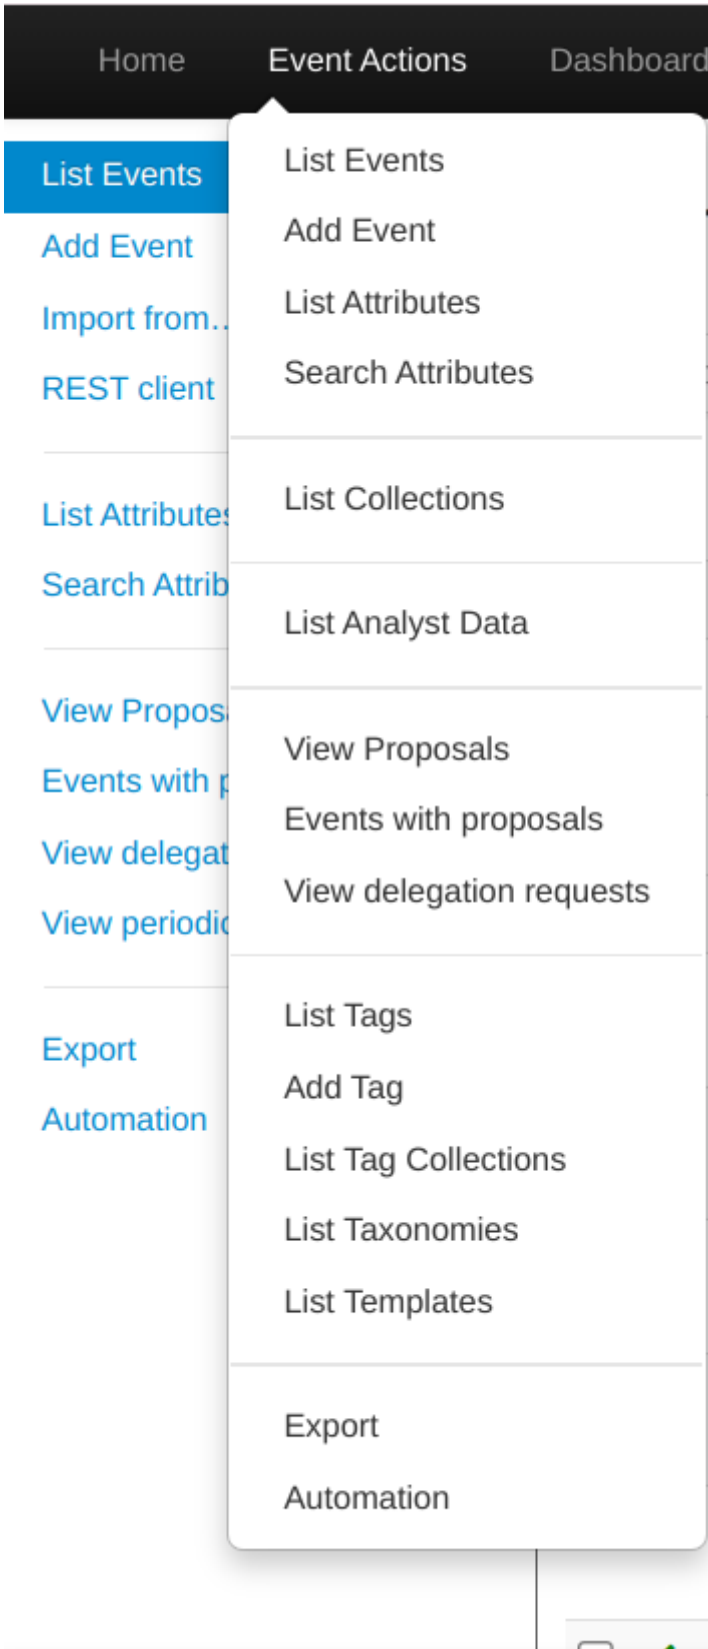 Home Event Actions Dashboard
List Events
Add Event
Import from..
REST client
List Attributes
Search Attrib
View Propos
Events with
View delegat
View periodic
Export
Automation
List Events
Add Event
List Attributes
Search Attributes
List Collections
List Analyst Data
View Proposals
Events with proposals
View delegation requests
List Tags
Add Tag
List Tag Collections
List Taxonomies
List Templates
Export
Automation